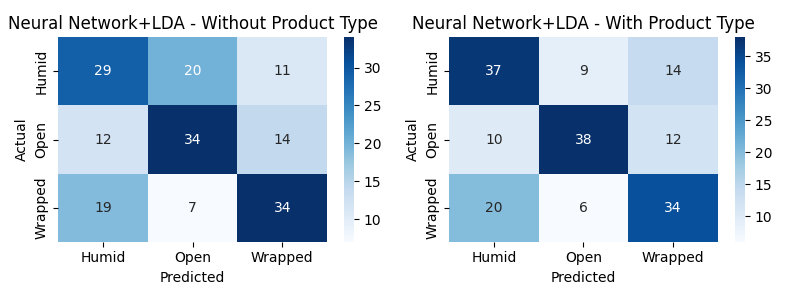 Neural Network+LDA - Without Product Type
Actual
Humid
Open
Wrapped
29 20 11
12 34 14
19 7 34
Humid Open Wrapped
Predicted
30
25
20
15
10
Neural Network+LDA - With Product Type
Actual
Humid
Open
Wrapped
37 9 14
10 38 12
20 6 34
Humid Open Wrapped
Predicted
35
30
25
20
15
10